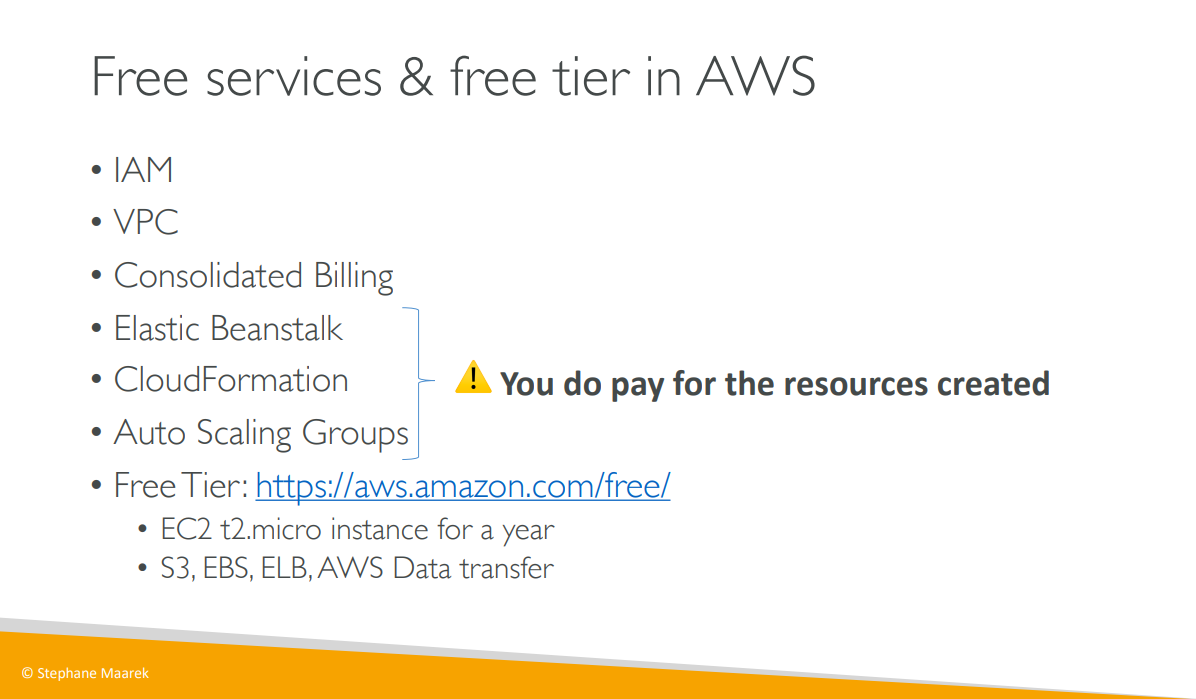 Free services & free tier in AWS
• IAM
• VPC
• Consolidated Billing
• Elastic Beanstalk
• CloudFormation
• Auto Scaling Groups
You do pay for the resources created
• Free Tier: https://aws.amazon.com/free/
• EC2 t2.micro instance for a year
• S3, EBS, ELB, AWS Data transfer
© Stephane Maarek